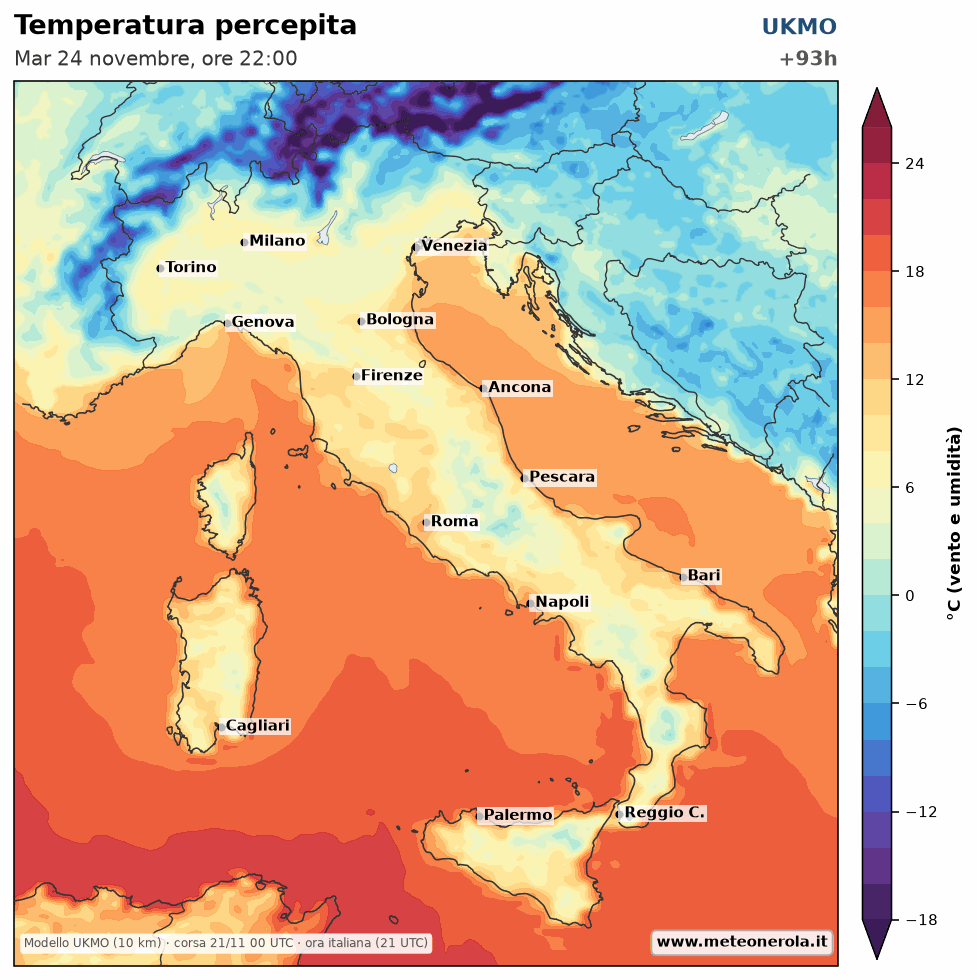 Temperatura percepita
UKMO
Mar 24 novembre, ore 22:00
+93h
Milano
Venezia
Torino
Genova
Bologna
Firenze
Ancona
Pescara
Roma
Bari
Napoli
Cagliari
Palermo
Reggio C.
24
18
12
6
0
−6
−12
−18
°C (vento e umidità)
Modello UKMO (10 km) · corsa 21/11 00 UTC · ora italiana (21 UTC)
www.meteonerola.it